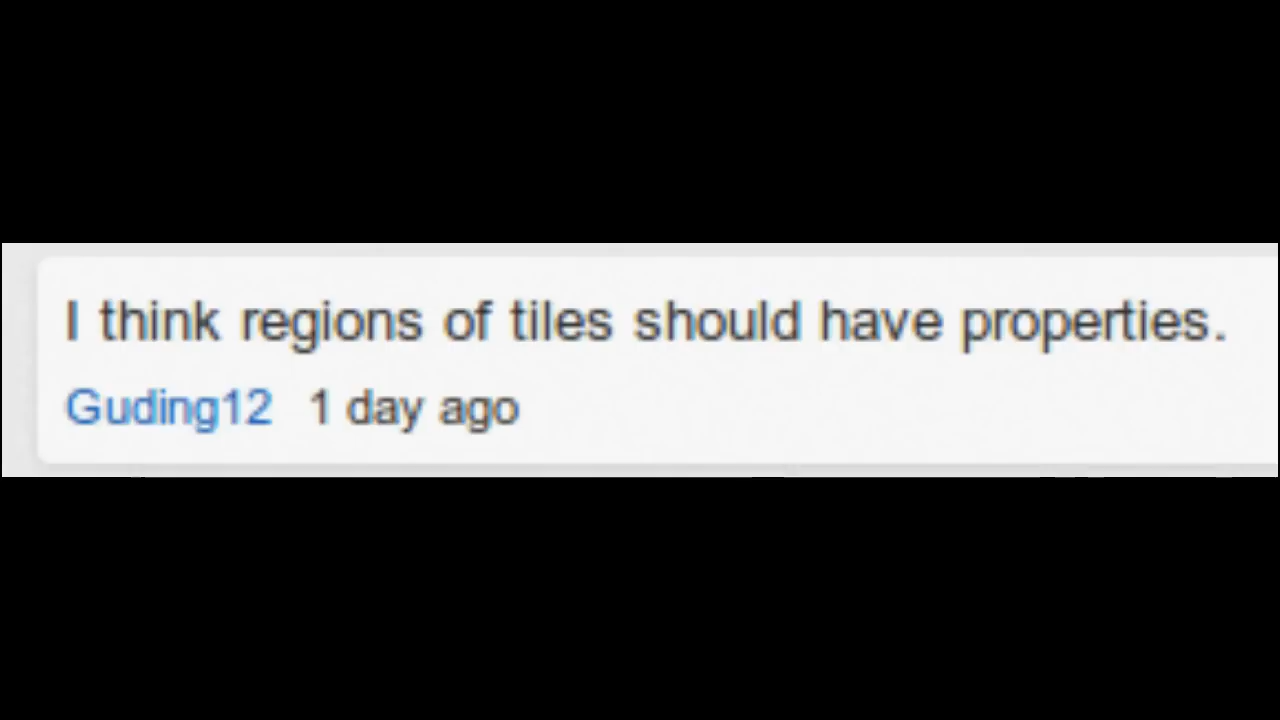 I think regions of tiles should have properties.
Guding12 1 day ago